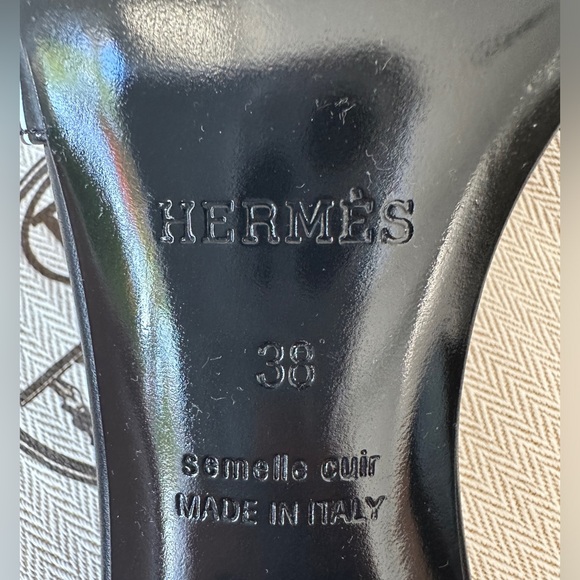 HERMÈS
38
semelle cuir
MADE IN ITALY